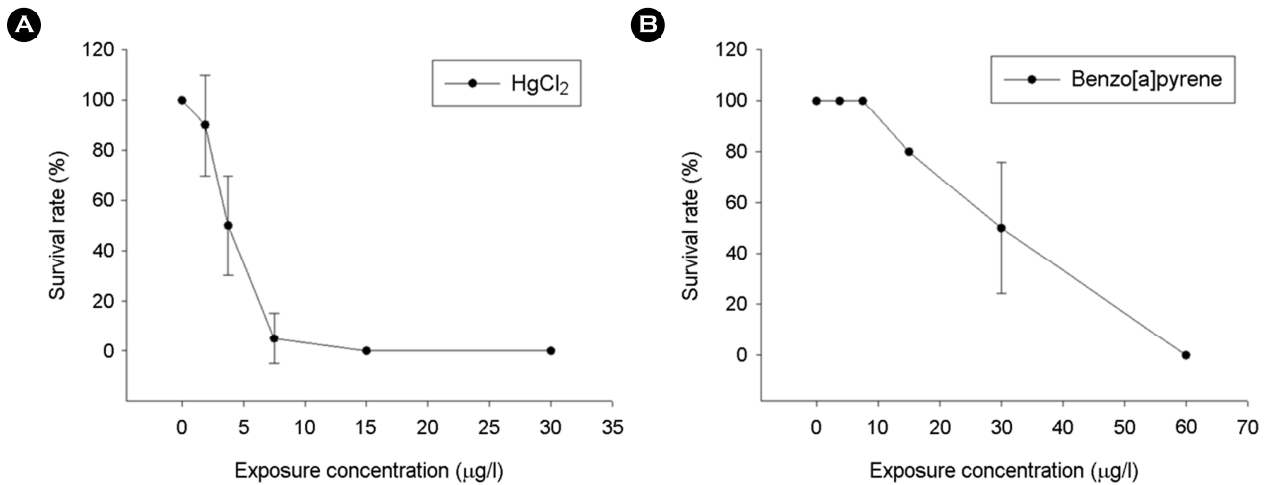 A
120
100
80
60
40
20
0
Survival rate (%)
HgCl2
0 5 10 15 20 25 30 35
Exposure concentration (µg/l)
B
120
100
80
60
40
20
0
Survival rate (%)
Benzo[a]pyrene
0 10 20 30 40 50 60 70
Exposure concentration (µg/l)